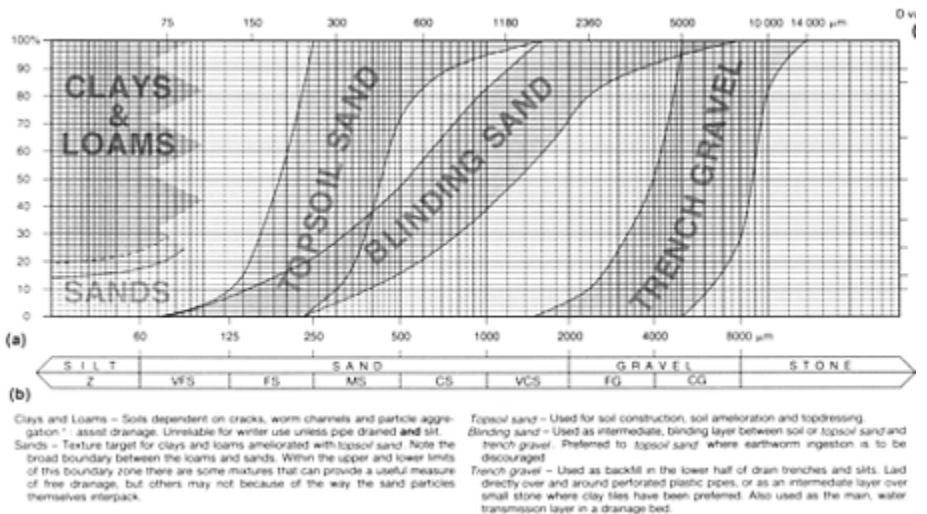 75 150 300 600 1180 2360 5000 10 000 14 000 µm
D va
100%
90
80
70
60
50
40
30
20
10
0
CLAYS
&
LOAMS
SANDS
TOPSOIL SAND
BLINDING SAND
TRENCH GRAVEL
60 125 250 500 1000 2000 4000 8000 µm
(a)
SILT SAND GRAVEL STONE
Z VFS FS MS CS VCS FG CG
(b)
Clays and Loams – Soils dependent on cracks, worm channels and particle aggre-
gation : assist drainage. Unreliable for winter use unless pipe drained and slit.
Sands – Texture target for clays and loams ameliorated with topsoil sand. Note the
broad boundary between the loams and sands. Within the upper and lower limits
of this boundary zone there are some mixtures that can provide a useful measure
of free drainage, but others may not because of the way the sand particles
themselves interpack.
Topsoil sand – Used for soil construction, soil amelioration and topdressing.
Blinding sand – Used as intermediate, blinding layer between soil or topsoil sand and
trench gravel. Preferred to topsoil sand where earthworm ingestion is to be
discouraged
Trench gravel – Used as backfill in the lower half of drain trenches and slits. Laid
directly over and around perforated plastic pipes, or as an intermediate layer over
small stone where clay tiles have been preferred. Also used as the main, water
transmission layer in a drainage bed.